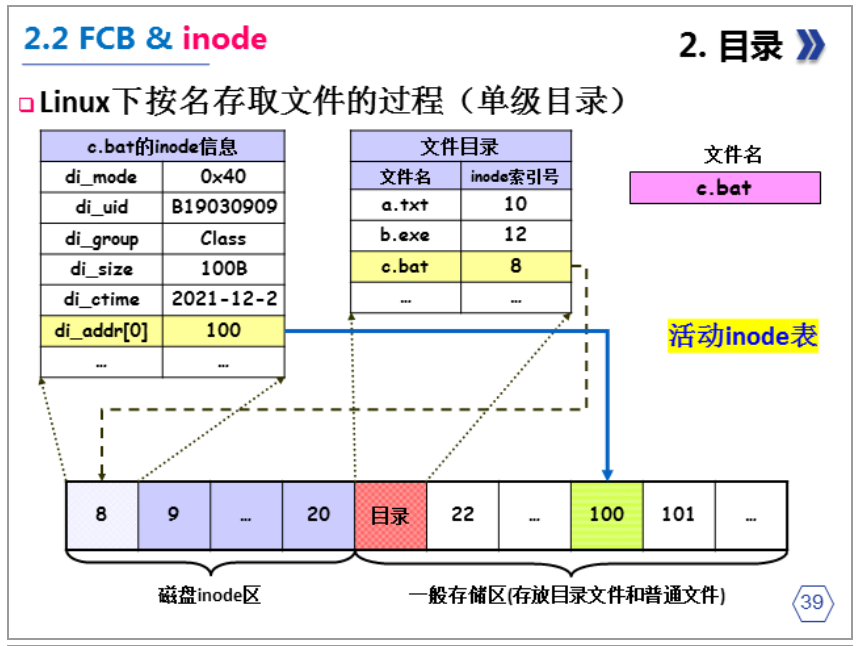 2.2 FCB & inode
2. 目录
Linux下按名存取文件的过程（单级目录）
c.bat的inode信息
di_mode 0x40
di_uid B19030909
di_group Class
di_size 100B
di_ctime 2021-12-2
di_addr[0] 100
... ...
文件目录
文件名 inode索引号
a.txt 10
b.exe 12
c.bat 8
... ...
文件名
c.bat
活动inode表
8 9 ... 20 目录 22 ... 100 101 ...
磁盘inode区
一般存储区(存放目录文件和普通文件)
39